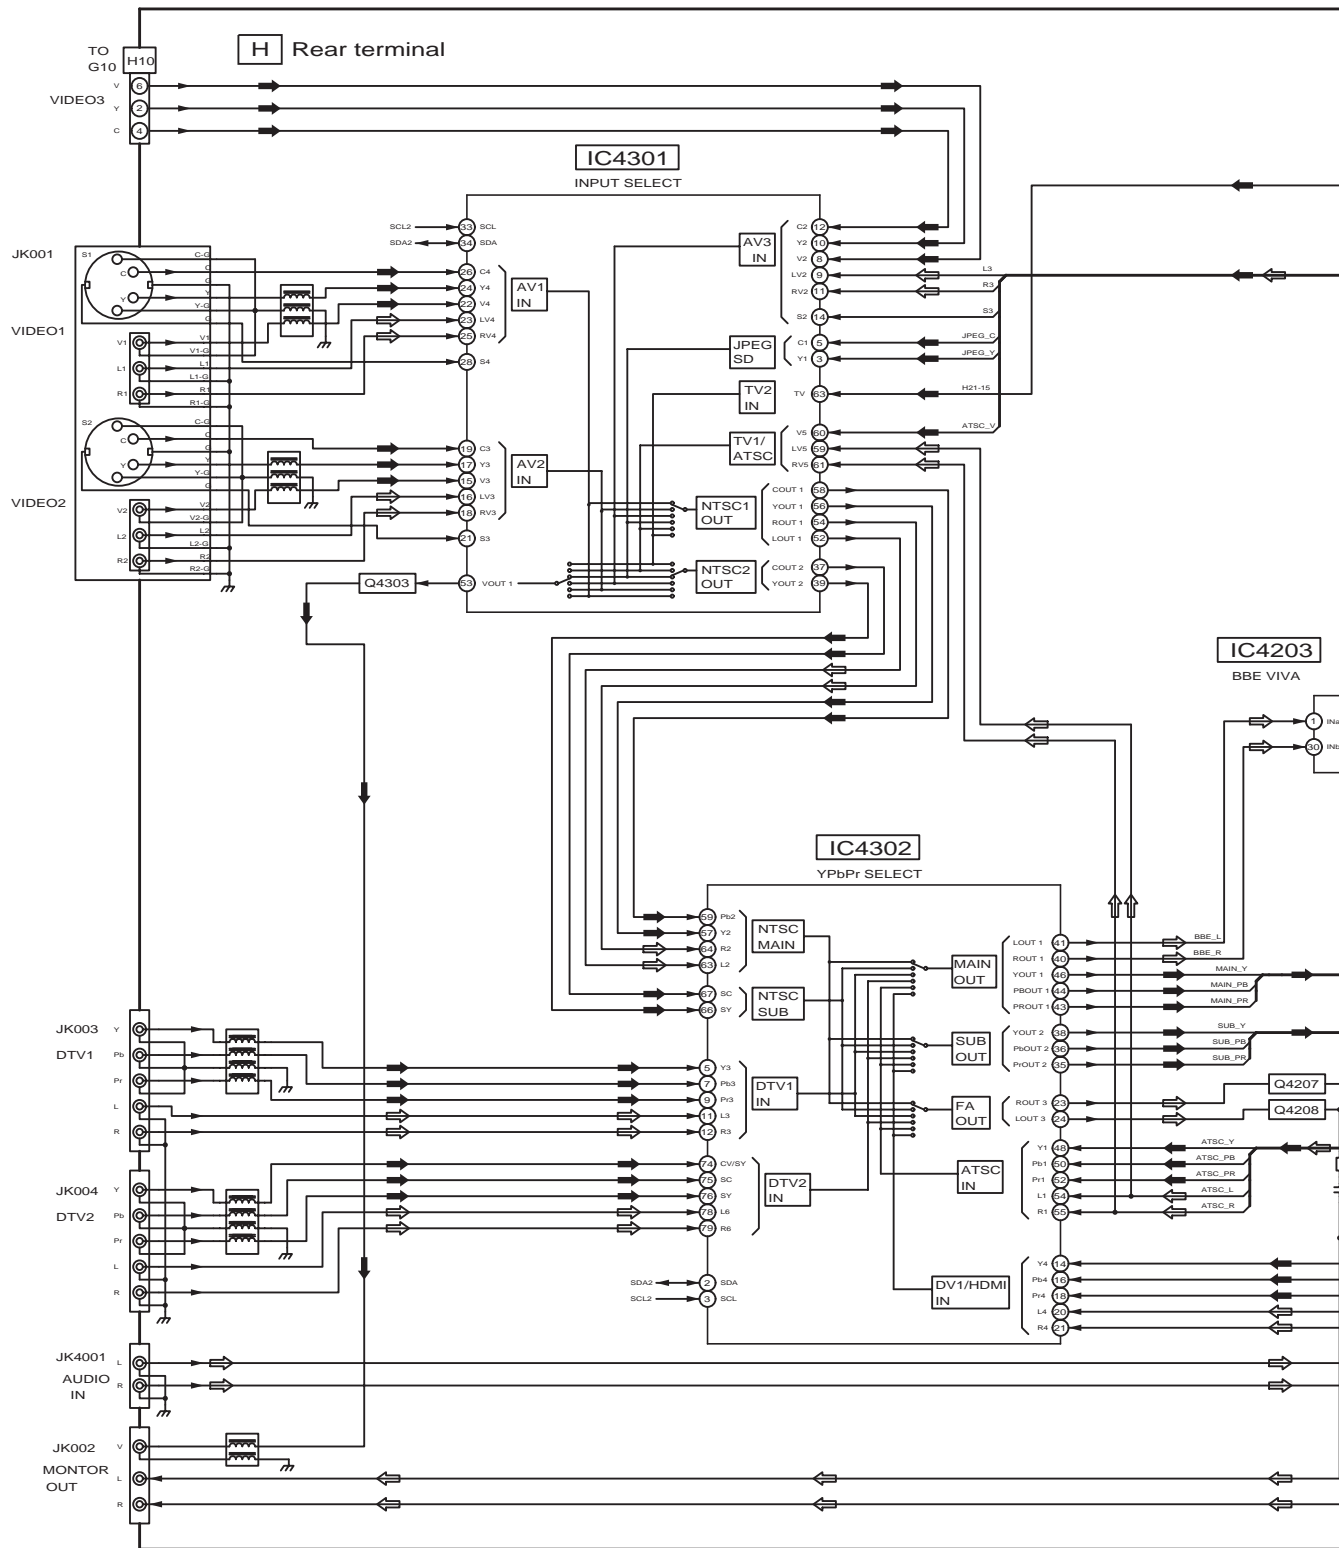 H Rear terminal
TO
G10
H10
VIDEO3
V 6
Y 2
C 4
IC4301
INPUT SELECT
JK001
VIDEO1
VIDEO2
S1
C
Y
C-G
C
C
Y
Y-G
C
V1
L1
R1
V1
V1-G
L1
L1-G
R1
R1-G
S2
C
Y
C-G
C
C
Y
Y-G
C
V2
L2
R2
V2
V2-G
L2
L2-G
R2
R2-G
SCL2 33 SCL
SDA2 34 SDA
26 C4
24 Y4
22 V4
23 LV4
25 RV4
28 S4
AV1
IN
19 C3
17 Y3
15 V3
16 LV3
18 RV3
21 S3
AV2
IN
Q4303 53 VOUT 1
AV3
IN
C2 12
Y2 10
V2 8
LV2 9 L3
RV2 11 R3
S2 14 S3
JPEG
SD
C1 5 JPEG_C
Y1 3 JPEG_Y
TV2
IN
TV 63 H21-15
TV1/
ATSC
V5 60 ATSC_V
LV5 59
RV5 61
NTSC1
OUT
COUT 1 58
YOUT 1 56
ROUT 1 54
LOUT 1 52
NTSC2
OUT
COUT 2 37
YOUT 2 39
IC4203
BBE VIVA
1 INa
30 INb
IC4302
YPbPr SELECT
59 Pb2
57 Y2
64 R2
63 L2
NTSC
MAIN
67 SC
66 SY
NTSC
SUB
5 Y3
7 Pb3
9 Pr3
11 L3
12 R3
DTV1
IN
74 CV/SY
75 SC
76 SY
78 L6
79 R6
DTV2
IN
SDA2 2 SDA
SCL2 3 SCL
MAIN
OUT
LOUT 1 41 BBE_L
ROUT 1 40 BBE_R
YOUT 1 46 MAIN_Y
PBOUT 1 44 MAIN_PB
PROUT 1 43 MAIN_PR
SUB
OUT
YOUT 2 38 SUB_Y
PbOUT 2 36 SUB_PB
PrOUT 2 35 SUB_PR
FA
OUT
ROUT 3 23 Q4207
LOUT 3 24 Q4208
ATSC
IN
Y1 48 ATSC_Y
Pb1 50 ATSC_PB
Pr1 52 ATSC_PR
L1 54 ATSC_L
R1 55 ATSC_R
DV1/HDMI
IN
Y4 14
Pb4 16
Pr4 18
L4 20
R4 21
JK003
DTV1
Y
Pb
Pr
L
R
JK004
DTV2
Y
Pb
Pr
L
R
JK4001
AUDIO
IN
L
R
JK002
MONTOR
OUT
V
L
R